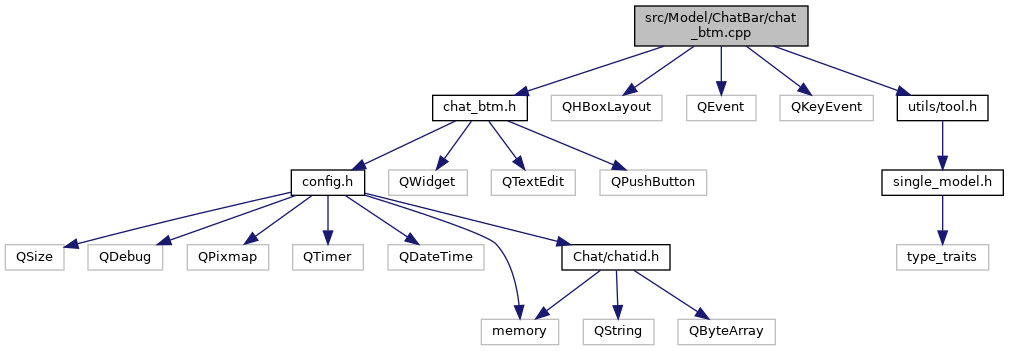 src/Model/ChatBar/chat
_btm.cpp
chat_btm.h
QHBoxLayout
QEvent
QKeyEvent
utils/tool.h
config.h
QWidget
QTextEdit
QPushButton
single_model.h
QSize
QDebug
QPixmap
QTimer
QDateTime
Chat/chatid.h
type_traits
memory
QString
QByteArray